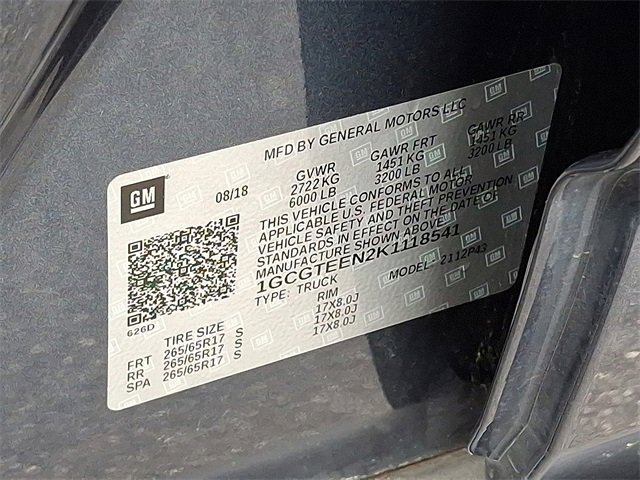 MFD BY GENERAL MOTORS LLC
GM
08/18
GVWR GAWR FRT GAWR RR
2722 KG 1451 KG 1451 KG
6000 LB 3200 LB 3200 LB
THIS VEHICLE CONFORMS TO ALL
APPLICABLE U.S. FEDERAL MOTOR
VEHICLE SAFETY AND THEFT PREVENTION
STANDARDS IN EFFECT ON THE DATE OF
MANUFACTURE SHOWN ABOVE
1GCGTEEN2K1118541
TYPE: TRUCK MODEL- 2112P43
626D
TIRE SIZE RIM
FRT 265/65R17 S 17X8.0J
RR 265/65R17 S 17X8.0J
SPA 265/65R17 S 17X8.0J